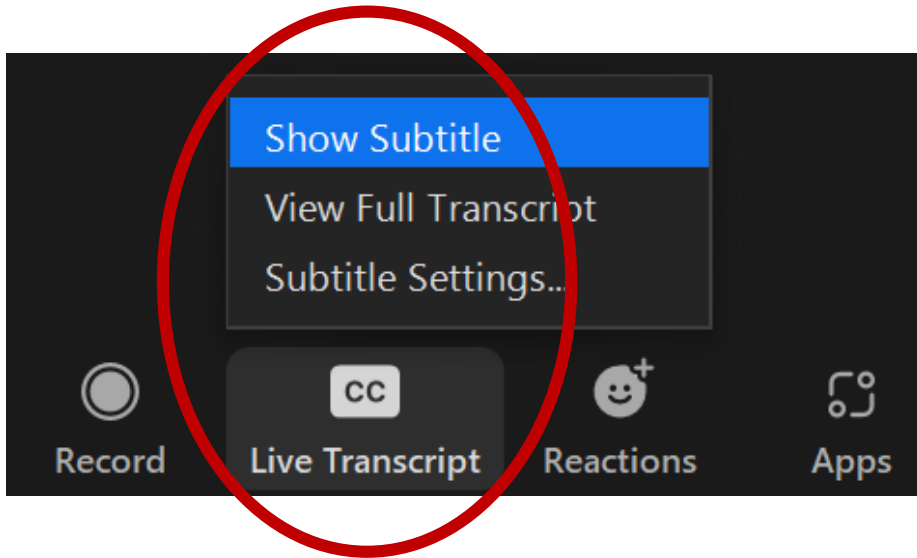 Show Subtitle
View Full Transcript
Subtitle Settings...
CC
Record Live Transcript Reactions Apps